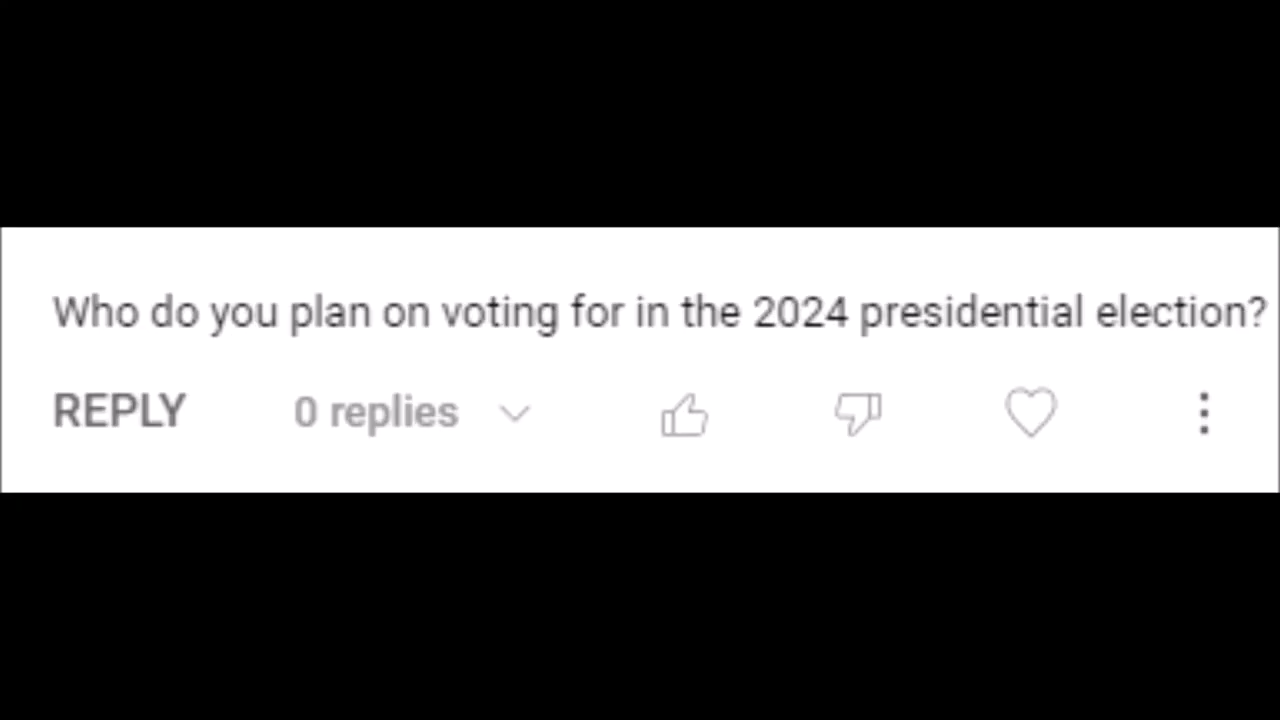 Who do you plan on voting for in the 2024 presidential election?
REPLY 0 replies